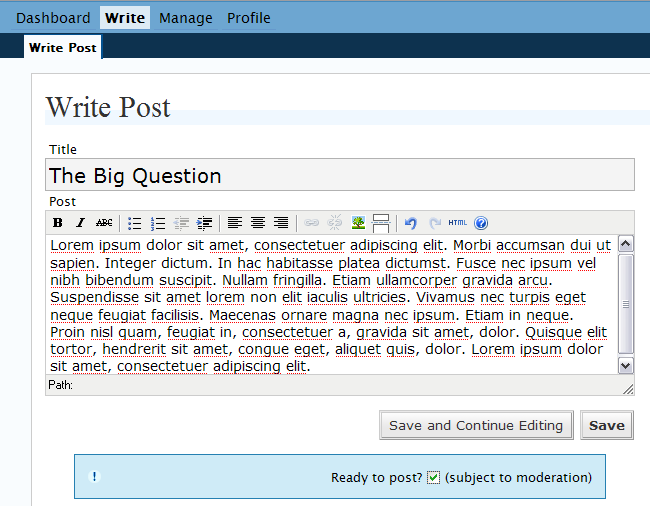 Dashboard Write Manage Profile
Write Post
Write Post
Title
The Big Question
Post
B I ABC HTML ?
Lorem ipsum dolor sit amet, consectetuer adipiscing elit. Morbi accumsan dui ut
sapien. Integer dictum. In hac habitasse platea dictumst. Fusce nec ipsum vel
nibh bibendum suscipit. Nullam fringilla. Etiam ullamcorper gravida arcu.
Suspendisse sit amet lorem non elit iaculis ultricies. Vivamus nec turpis eget
neque feugiat facilisis. Maecenas ornare magna nec ipsum. Etiam in neque.
Proin nisl quam, feugiat in, consectetuer a, gravida sit amet, dolor. Quisque elit
tortor, hendrerit sit amet, congue eget, aliquet quis, dolor. Lorem ipsum dolor
sit amet, consectetuer adipiscing elit.
Path:
Save and Continue Editing Save
! Ready to post? (subject to moderation)